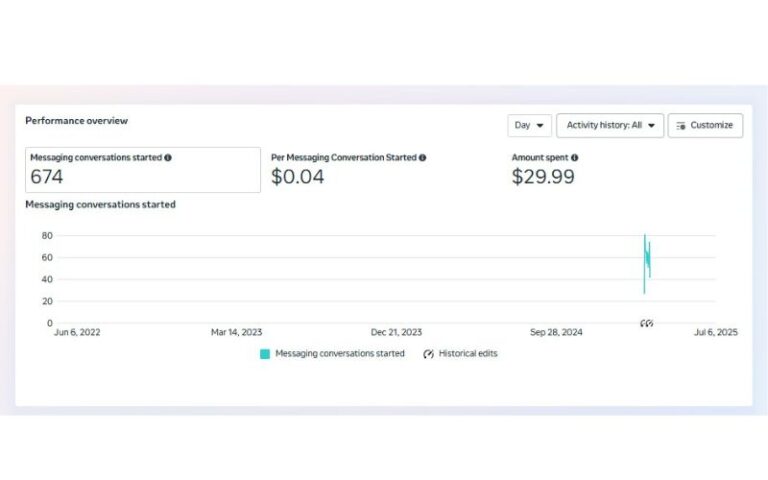 Performance overview
Day
Activity history: All
Customize
Messaging conversations started
Per Messaging Conversation Started
Amount spent
674
$0.04
$29.99
Messaging conversations started
80
60
40
20
0
Jun 6, 2022
Mar 14, 2023
Dec 21, 2023
Sep 28, 2024
Jul 6, 2025
Messaging conversations started
Historical edits